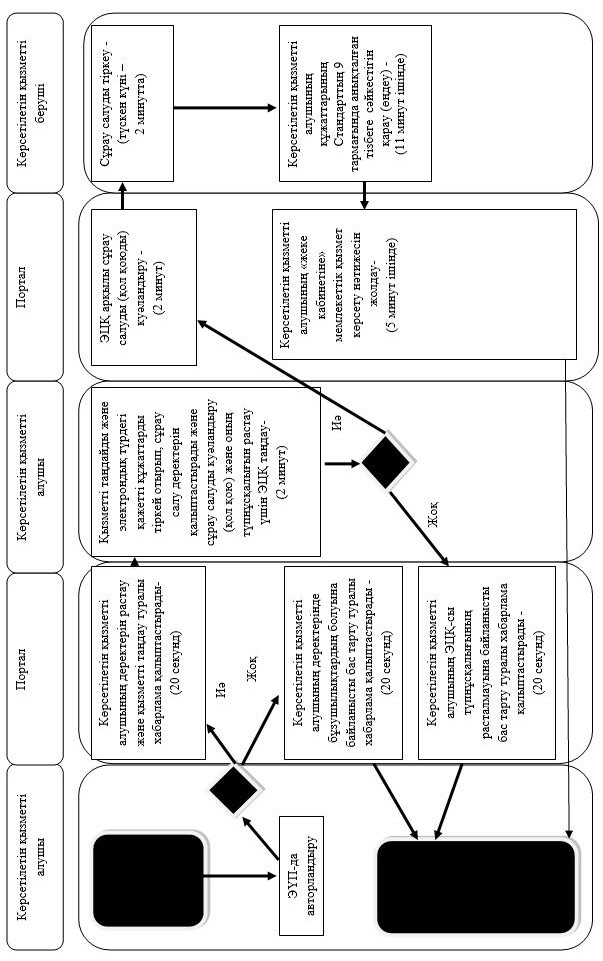 Көрсетілетін қызметті
алушы
Портал
Көрсетілетін қызметті
алушы
Портал
Көрсетілетін қызметті
беруші
ЭҮП-да
авторландыру
Иә
Жоқ
Көрсетілетін қызметті
алушының деректерін растау
және қызметті таңдау туралы
хабарлама қалыптастырады-
(20 секунд)
Көрсетілетін қызметті
алушының деректерінде
бұзушылықтардың болуына
байланысты бас тарту туралы
хабарлама қалыптастырады -
(20 секунд)
Көрсетілетін қызметті
алушының ЭЦҚ-сы
түпнұсқалығының
расталмауына байланысты
бас тарту туралы хабарлама
қалыптастырады -
(20 секунд)
Қызметті таңдайды және
электрондық түрдегі
қажетті құжаттарды
тіркей отырып, сұрау
салу деректерін
қалыптастырады және
сұрау салуды куәландыру
(қол қою) және оның
түпнұсқалығын растау
үшін ЭЦҚ таңдау-
(2 минут)
Иә
Жоқ
ЭЦҚ арқылы сұрау
салуды (қол қоюды)
куәландыру -
(2 минут)
Көрсетілетін қызметті
алушының «жеке
кабинетіне»
мемлекеттік қызмет
көрсету нәтижесін
жолдау-
(5 минут ішінде)
Сұрау салуды тіркеу -
(түскен күні –
2 минутта)
Көрсетілетін қызметті
алушының
құжаттарының
Стандарттың 9
тармағында анықталған
тізбеге сәйкестігін
қарау (өңдеу) -
(11 минут ішінде)